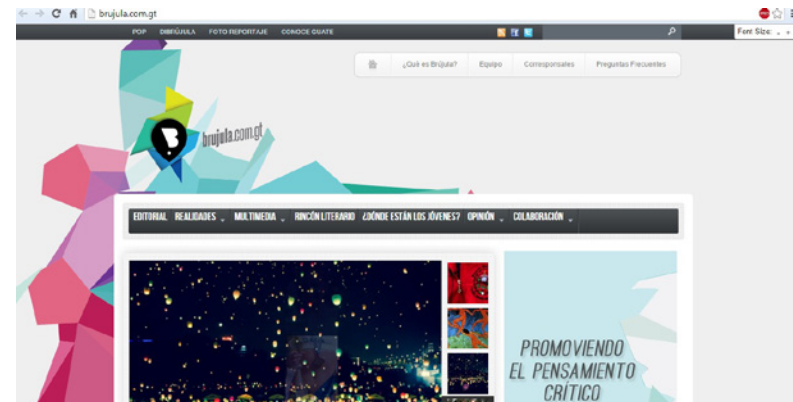 brujula.com.gt
POP DIBRÚJULA FOTO REPORTAJE CONOCE GUATE
Font Size:
¿Qué es Brújula? Equipo Corresponsales Preguntas Frecuentes
brujula.com.gt
EDITORIAL REALIDADES MULTIMEDIA RINCÓN LITERARIO ¿DÓNDE ESTÁN LOS JÓVENES? OPINIÓN COLABORACIÓN
PROMOVIENDO
EL PENSAMIENTO
CRÍTICO